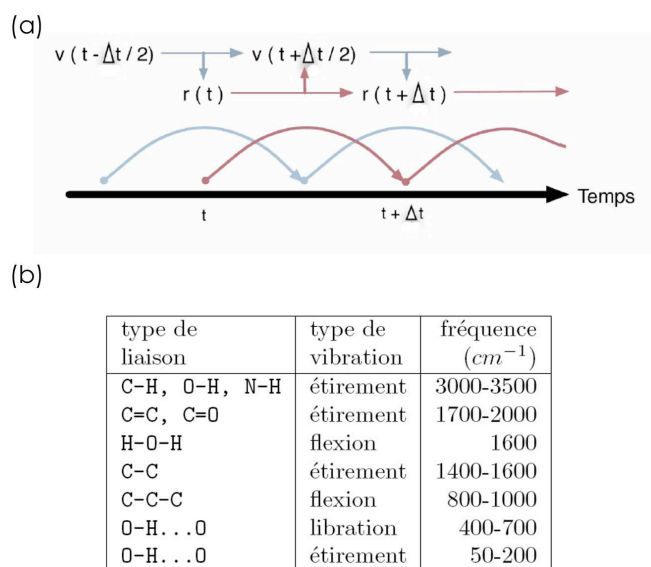 (a)
v ( t - Δt / 2) v ( t + Δt / 2)
r ( t ) r ( t + Δ t )
Temps
t t + Δt
(b)
type de liaison type de vibration fréquence (cm⁻¹)
C-H, O-H, N-H étirement 3000-3500
C=C, C=O étirement 1700-2000
H-O-H flexion 1600
C-C étirement 1400-1600
C-C-C flexion 800-1000
O-H...O libration 400-700
O-H...O étirement 50-200